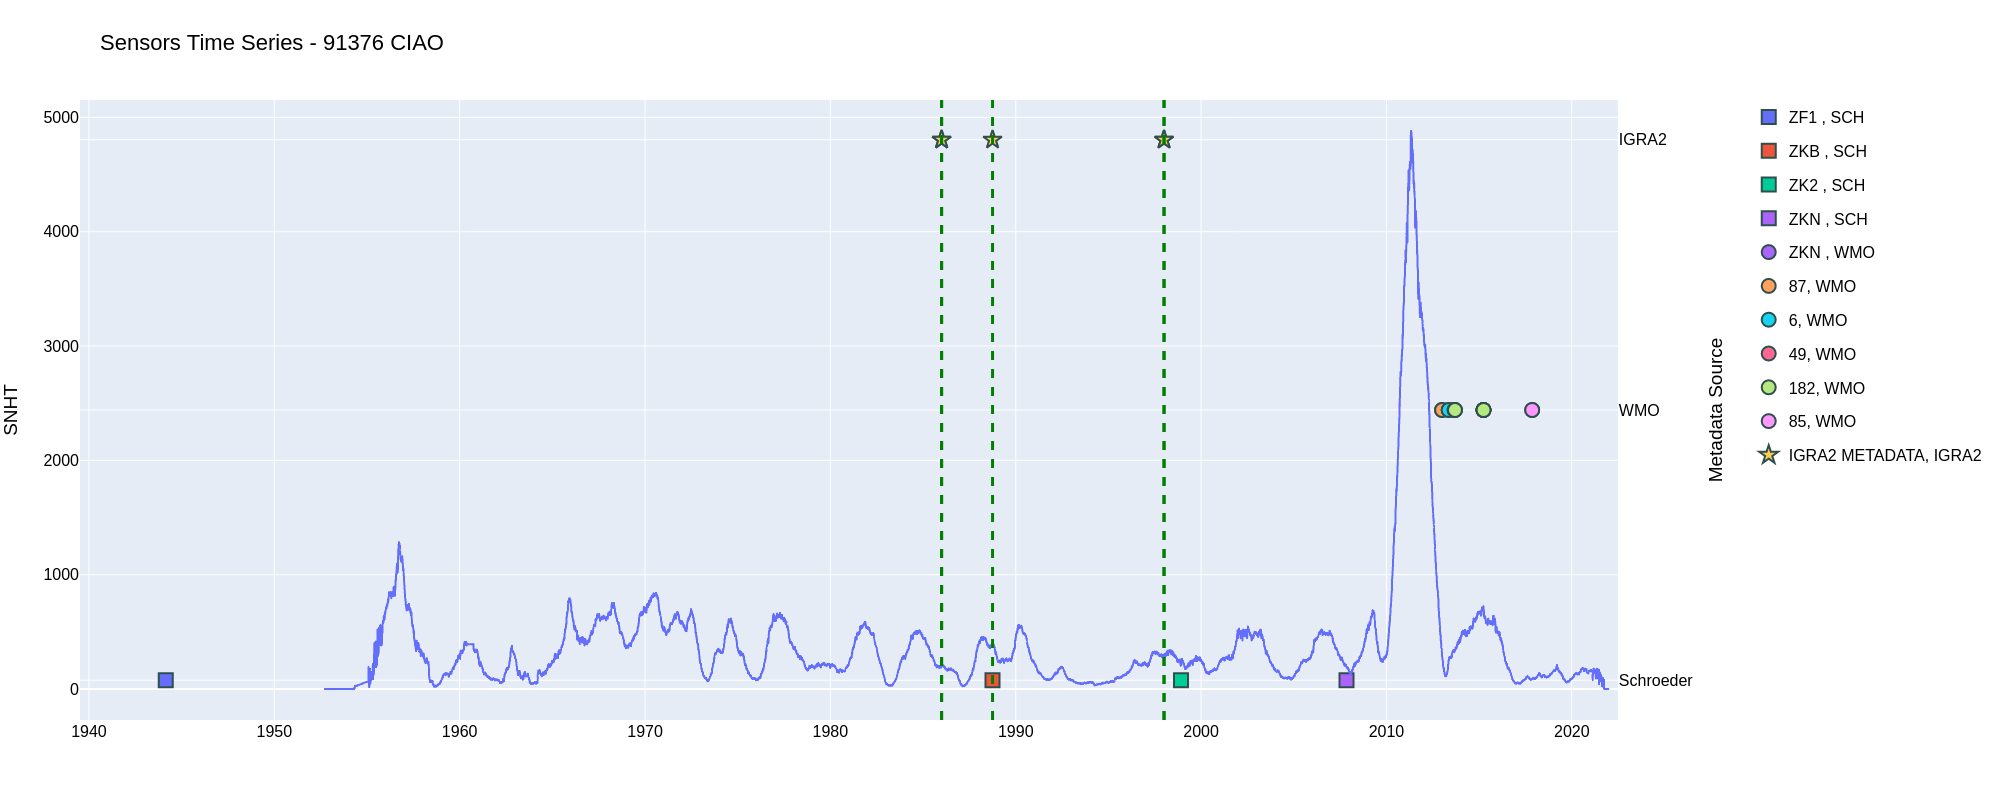 Sensors Time Series - 91376 CIAO
5000
4000
3000
2000
1000
0
SNHT
1940
1950
1960
1970
1980
1990
2000
2010
2020
IGRA2
WMO
Schroeder
Metadata Source
ZF1 , SCH
ZKB , SCH
ZK2 , SCH
ZKN , SCH
ZKN , WMO
87, WMO
6, WMO
49, WMO
182, WMO
85, WMO
IGRA2 METADATA, IGRA2